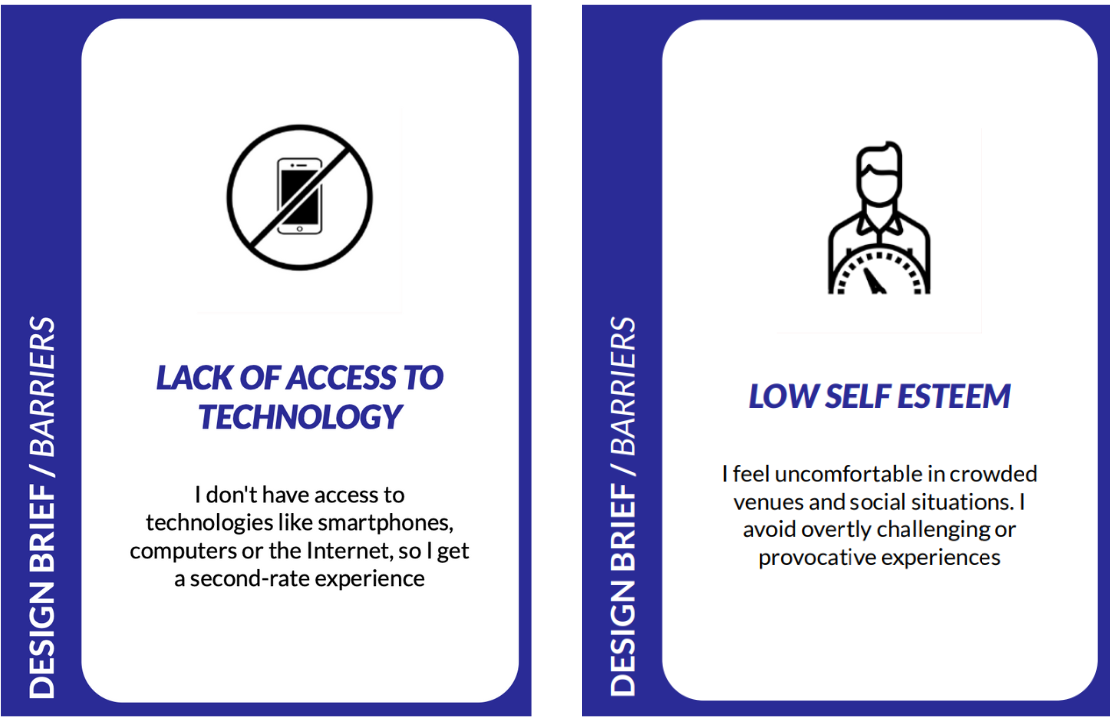 DESIGN BRIEF / BARRIERS
LACK OF ACCESS TO
TECHNOLOGY
I don't have access to
technologies like smartphones,
computers or the Internet, so I get
a second-rate experience
DESIGN BRIEF / BARRIERS
LOW SELF ESTEEM
I feel uncomfortable in crowded
venues and social situations. I
avoid overtly challenging or
provocative experiences